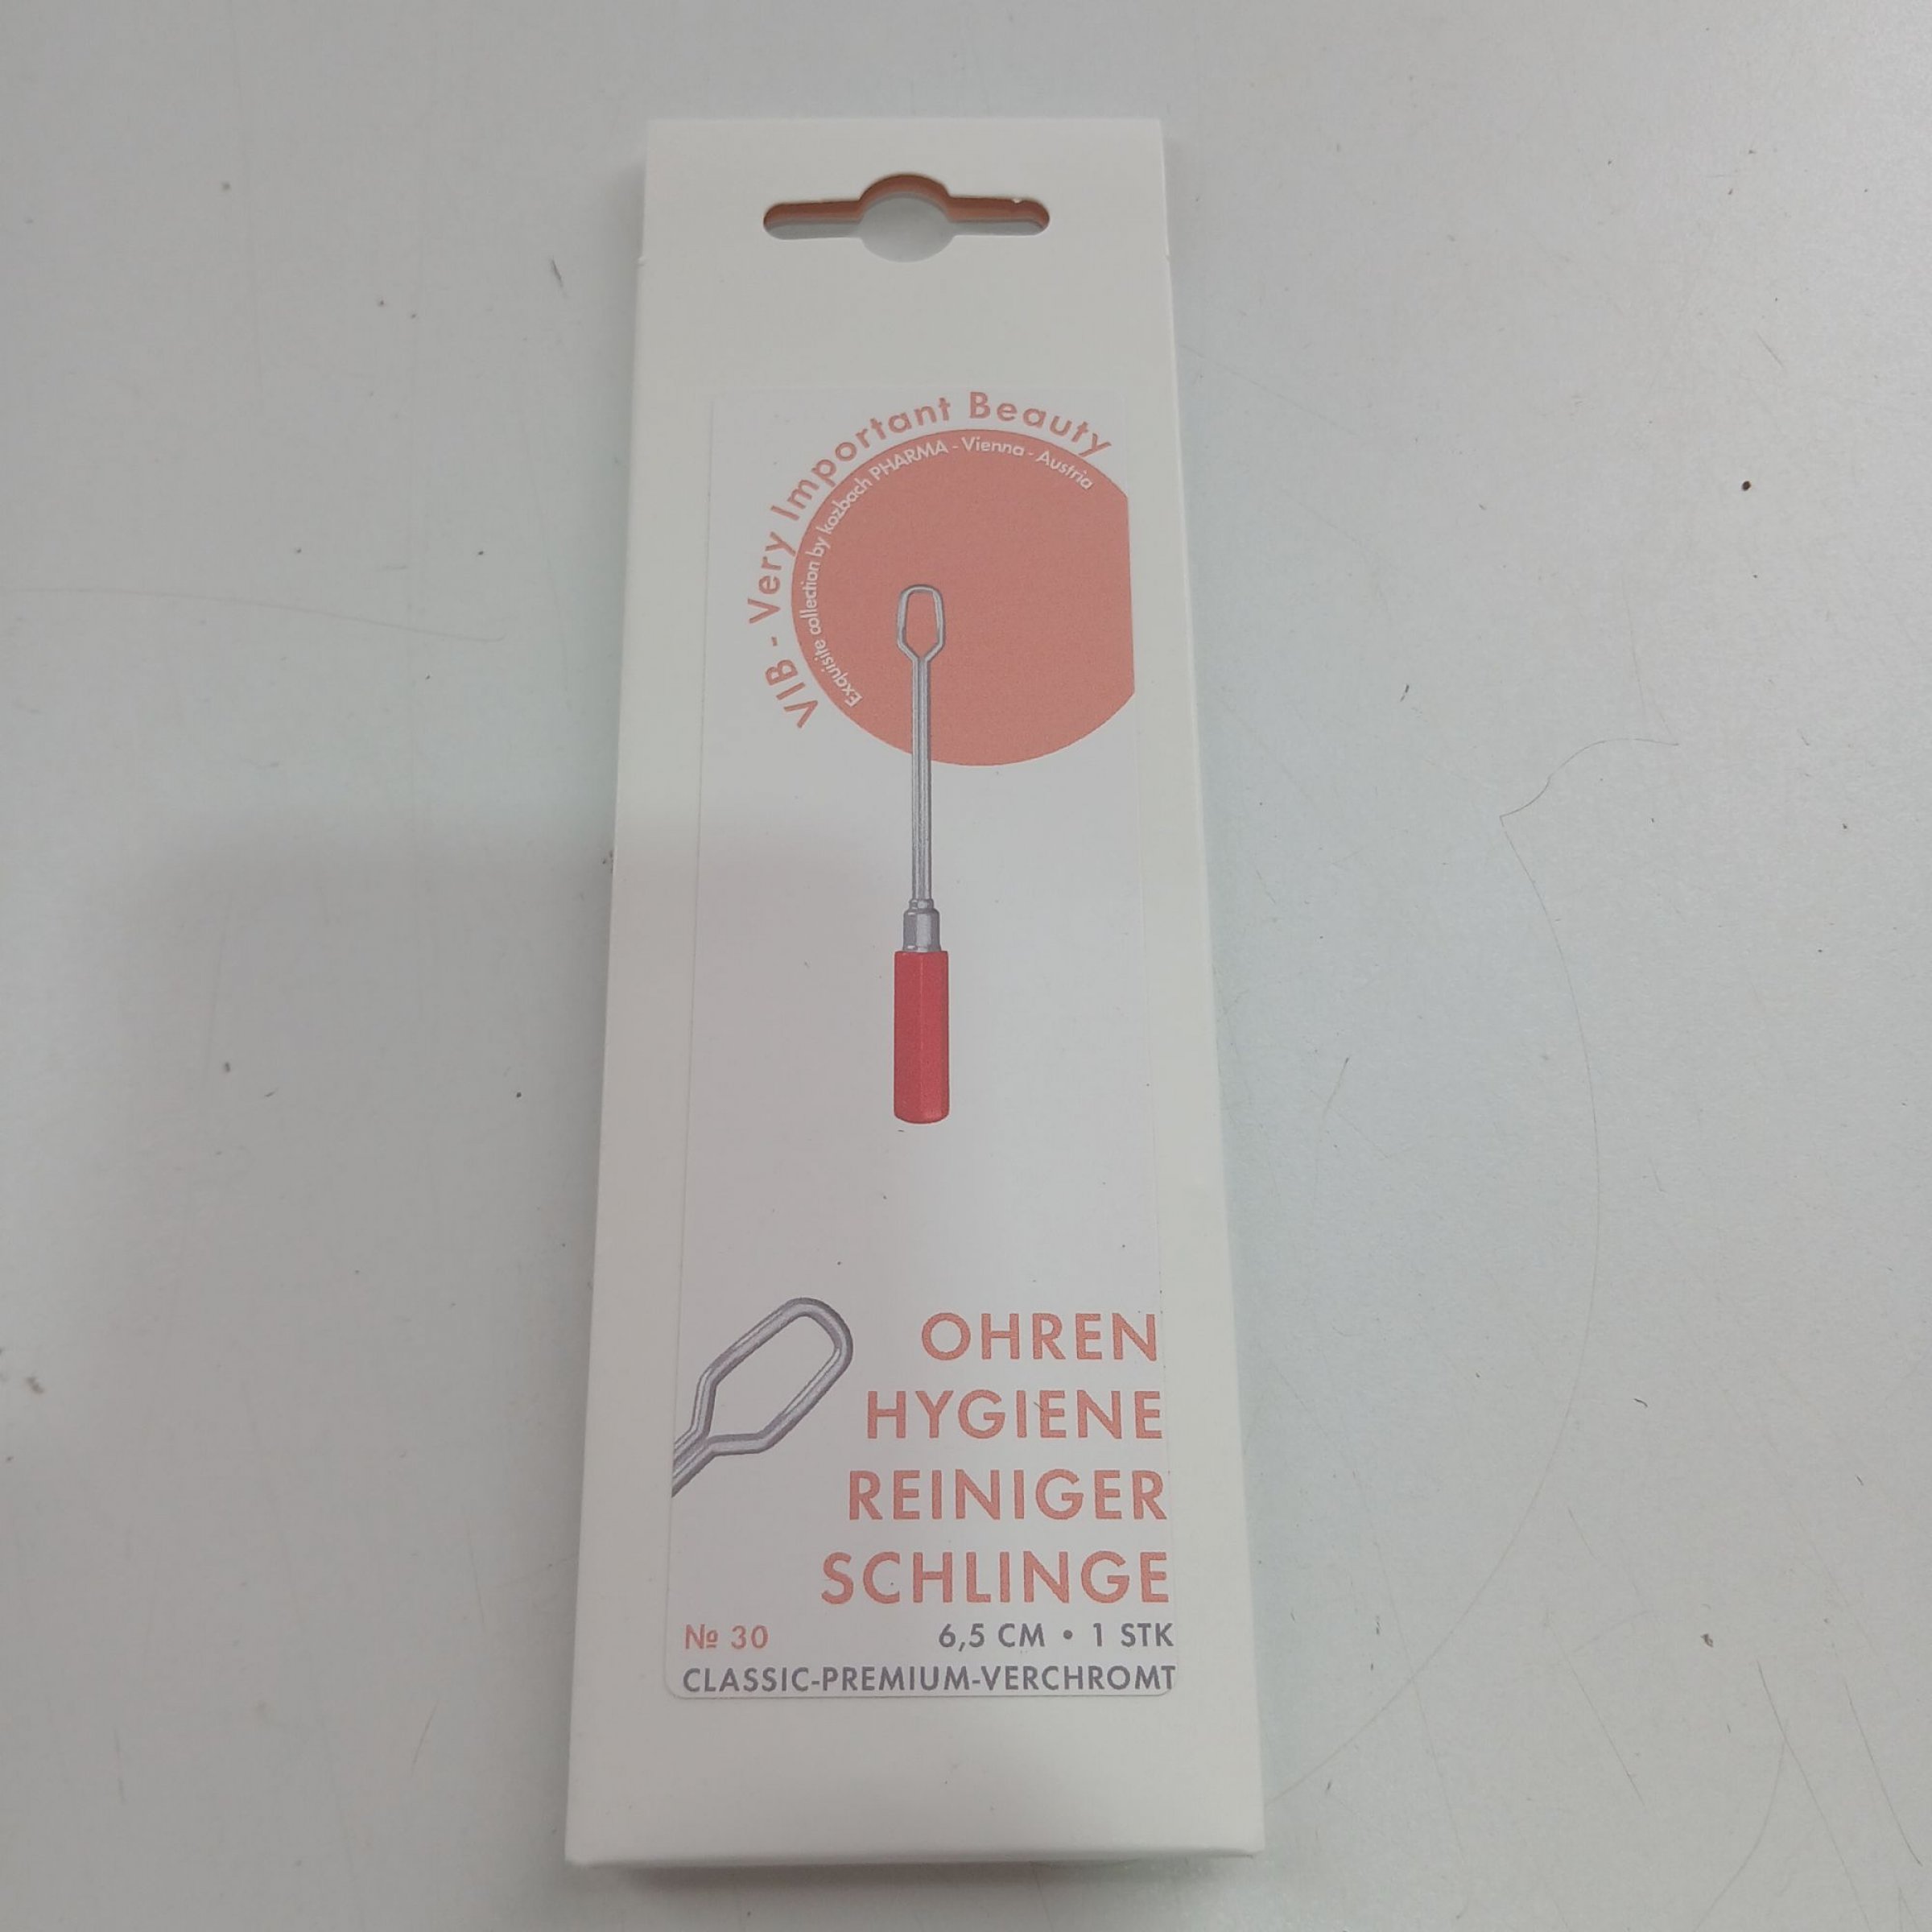 VIB - Very Important Beauty
Exquisite collection by kozbach PHARMA - Vienna - Austria
OHREN
HYGIENE
REINIGER
SCHLINGE
№ 30
6,5 CM • 1 STK
CLASSIC-PREMIUM-VERCHROMT